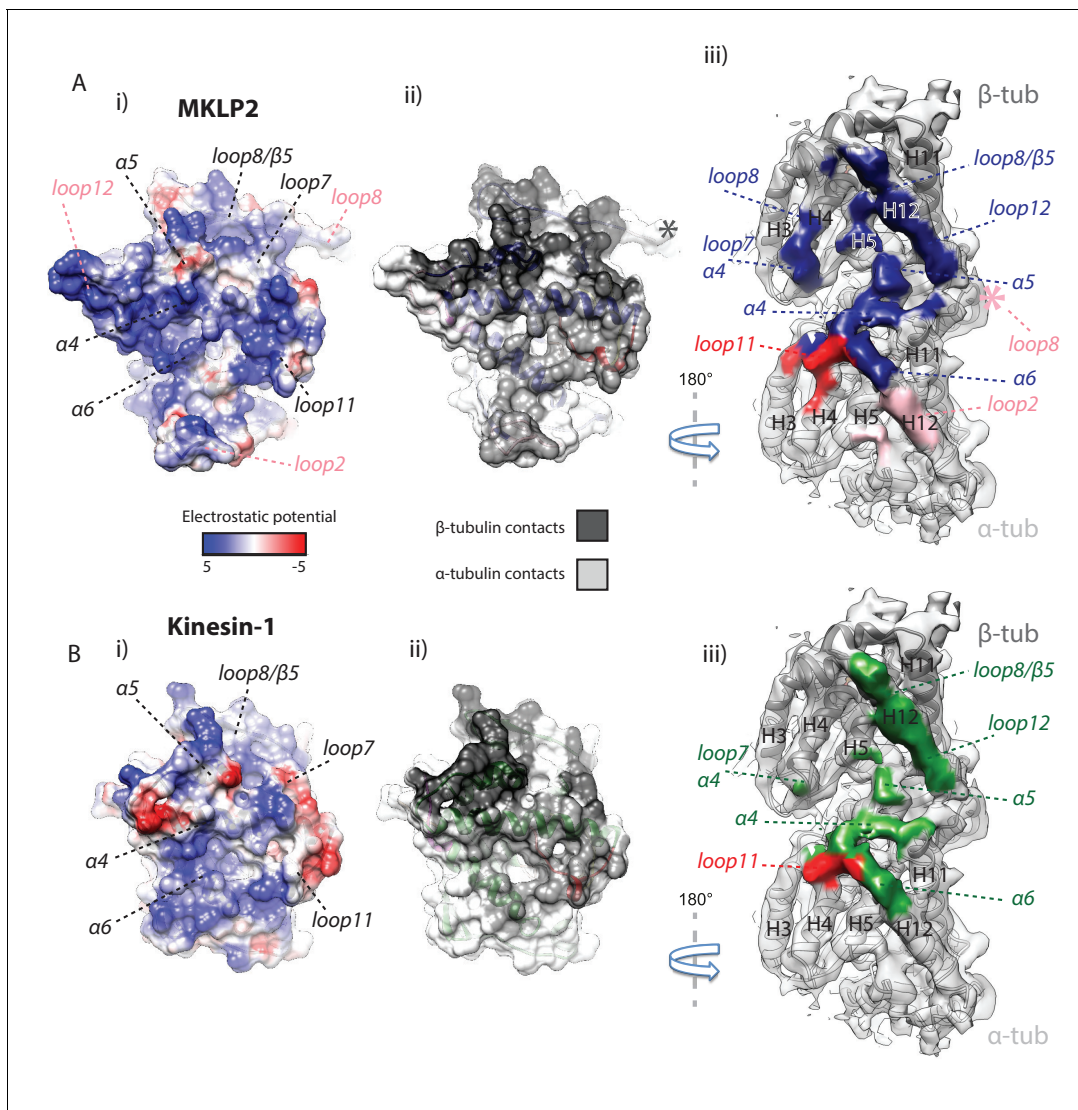 A
i)
MKLP2
α5
loop8/β5
loop7
loop12
loop8
α4
α6
loop11
loop2
Electrostatic potential
5
-5
ii)
*
β-tubulin contacts
α-tubulin contacts
iii)
β-tub
H11
loop8/β5
loop8
H12
loop12
H4
H3
H5
loop7
α4
α5
α4
*
loop8
loop11
H11
α6
180°
loop2
H3
H4
H5
H12
α-tub
Kinesin-1
B
i)
loop8/β5
α5
loop7
α4
α6
loop11
ii)
iii)
β-tub
H11
loop8/β5
H12
loop12
H4
H3
H5
loop7
α4
α5
α4
loop11
H11
α6
180°
H3
H4
H5
H12
α-tub